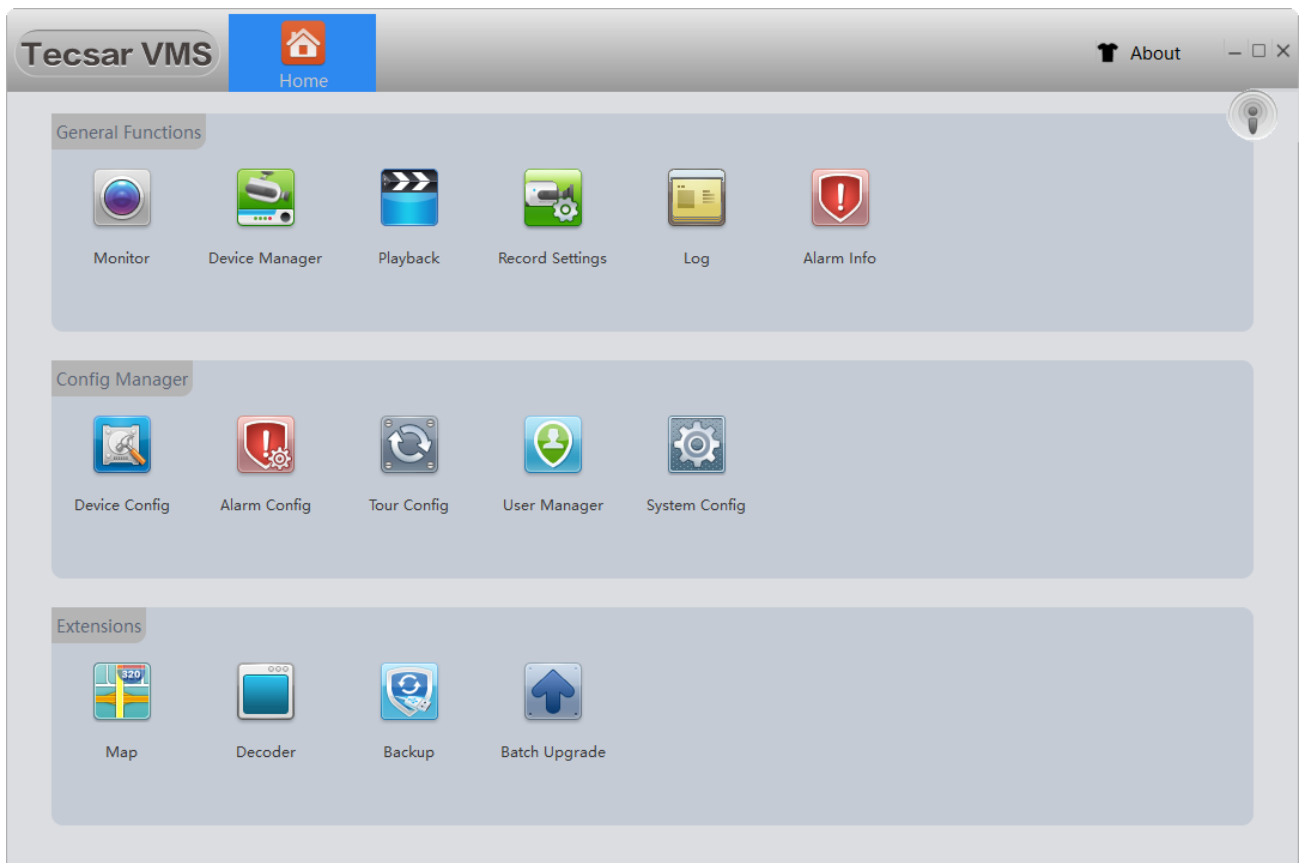 Tecsar VMS
Home
About
General Functions
Monitor
Device Manager
Playback
Record Settings
Log
Alarm Info
Config Manager
Device Config
Alarm Config
Tour Config
User Manager
System Config
Extensions
320
Map
Decoder
Backup
Batch Upgrade